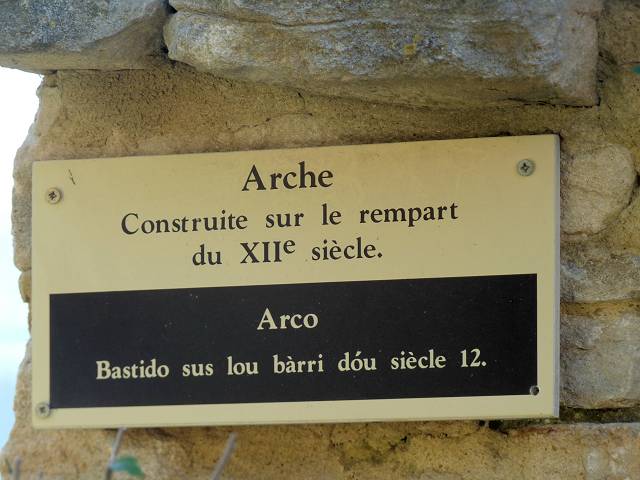 Arche
Construite sur le rempart
du XIIe siècle.
Arco
Bastido sus lou bàrri dóu siècle 12.